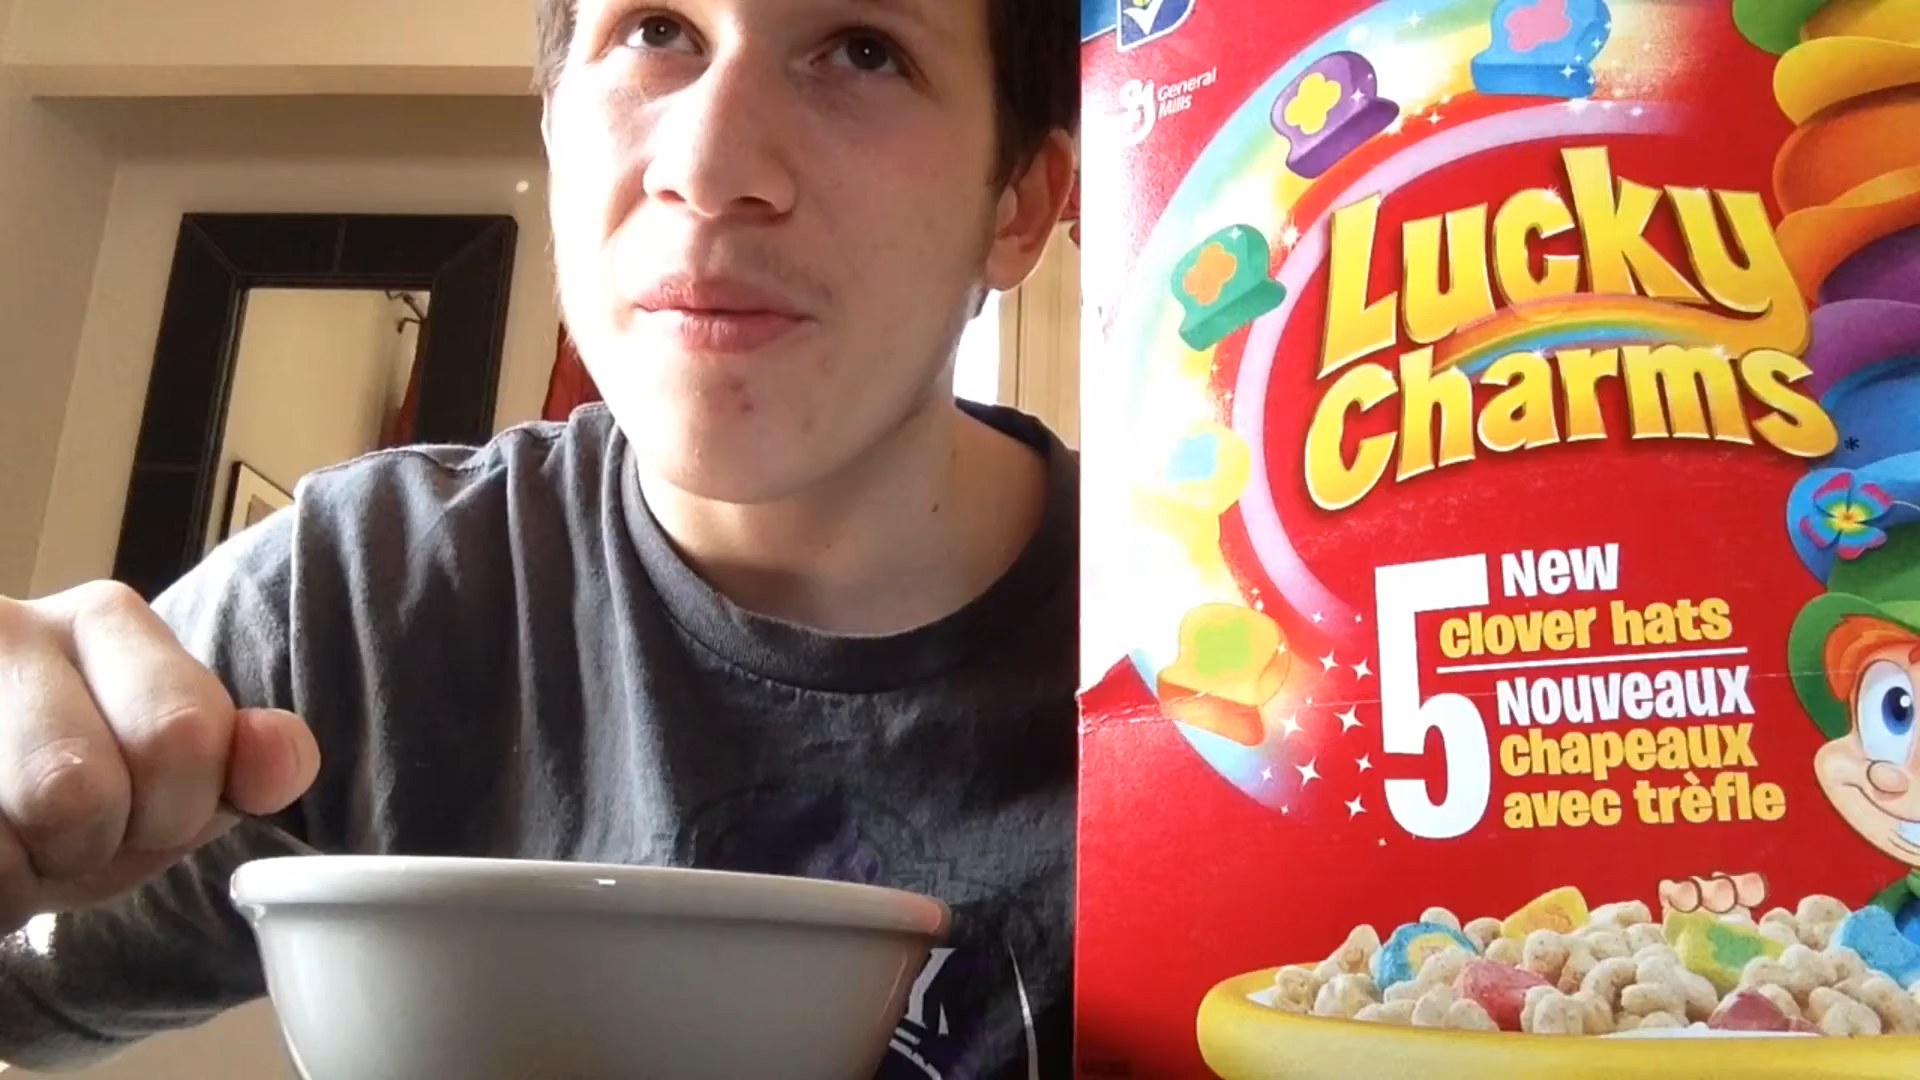 General
Mills
Lucky
Charms
*
5
New
clover hats
Nouveaux
chapeaux
avec trèfle